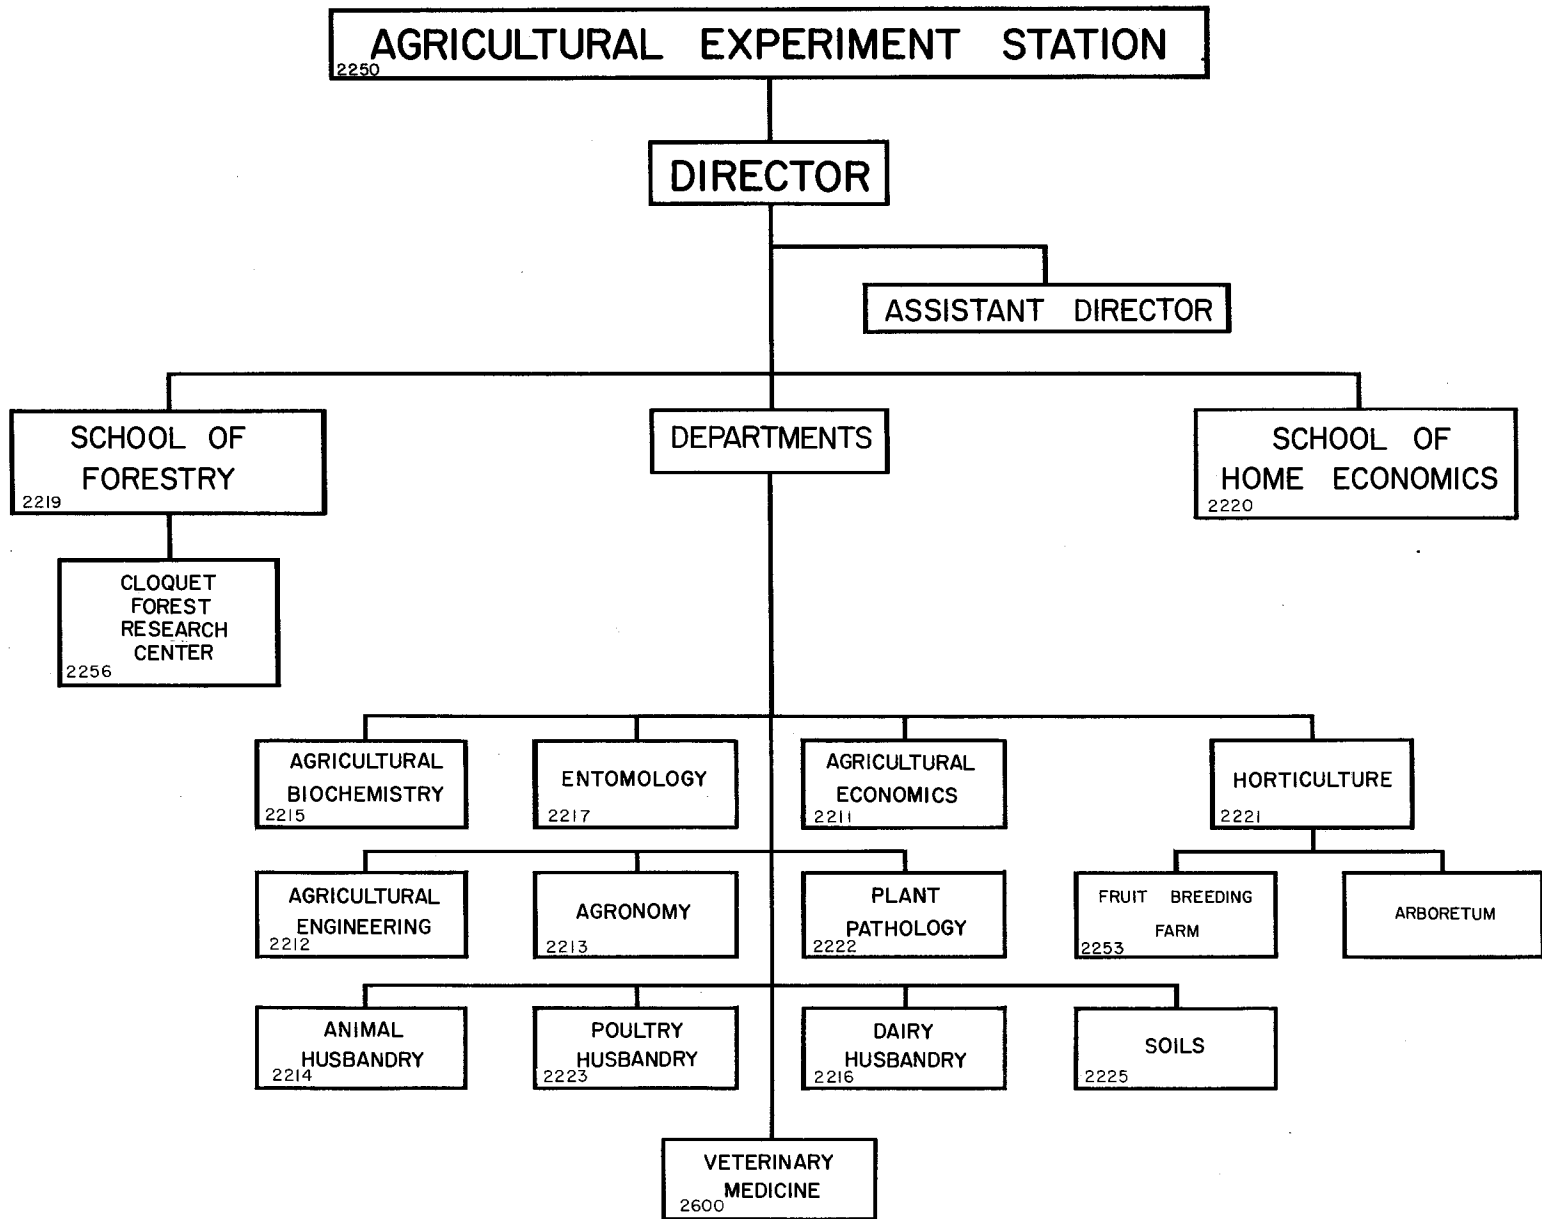 AGRICULTURAL EXPERIMENT STATION
2250
DIRECTOR
ASSISTANT DIRECTOR
SCHOOL OF
FORESTRY
2219
DEPARTMENTS
SCHOOL OF
HOME ECONOMICS
2220
CLOQUET
FOREST
RESEARCH
CENTER
2256
AGRICULTURAL
BIOCHEMISTRY
2215
ENTOMOLOGY
2217
AGRICULTURAL
ECONOMICS
2211
HORTICULTURE
2221
AGRICULTURAL
ENGINEERING
2212
AGRONOMY
2213
PLANT
PATHOLOGY
2222
FRUIT BREEDING
FARM
2253
ARBORETUM
ANIMAL
HUSBANDRY
2214
POULTRY
HUSBANDRY
2223
DAIRY
HUSBANDRY
2216
SOILS
2225
VETERINARY
MEDICINE
2600